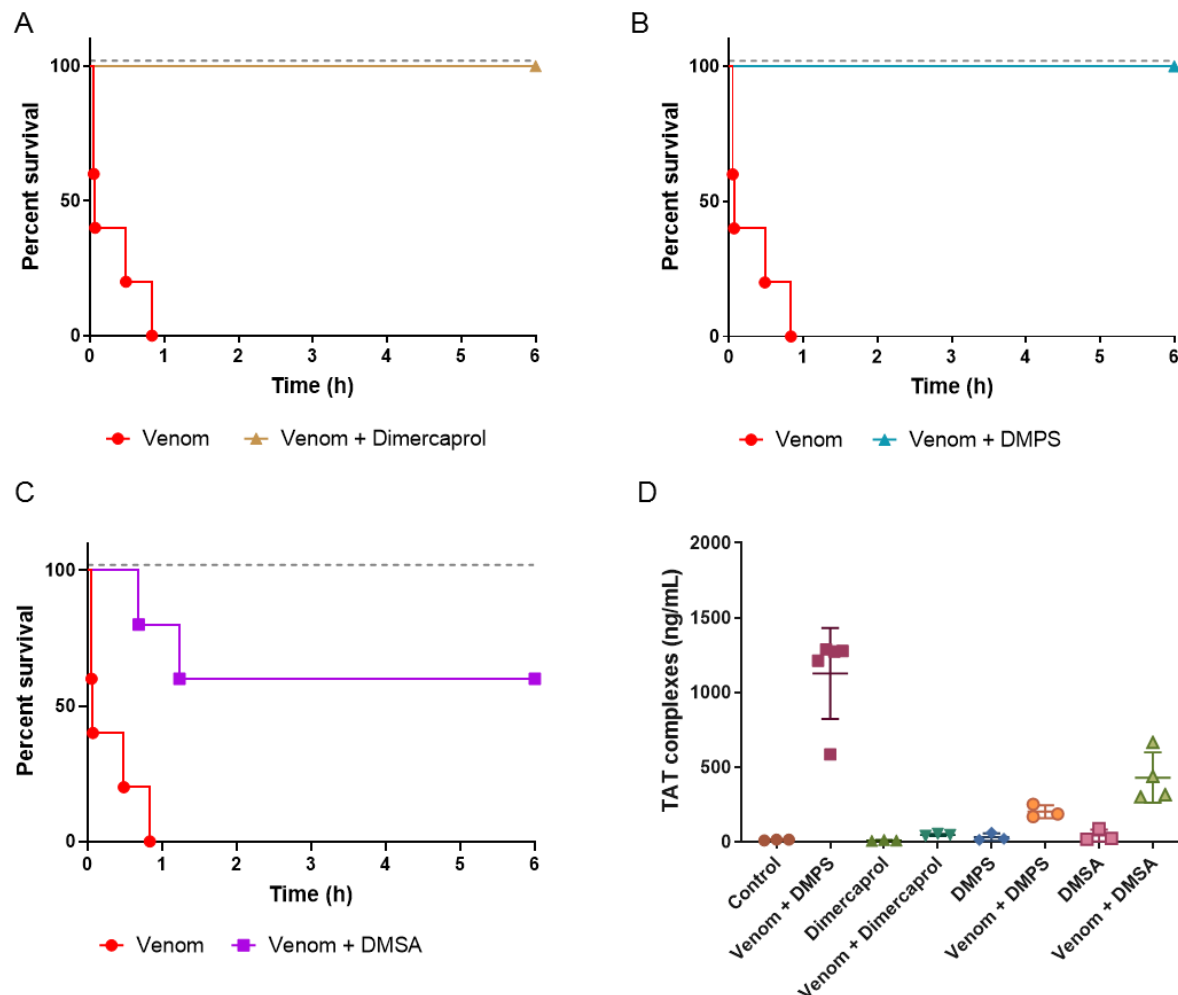 A
100
50
0
Percent survival
0 1 2 3 4 5 6
Time (h)
Venom Venom + Dimercaprol
B
100
50
0
Percent survival
0 1 2 3 4 5 6
Time (h)
Venom Venom + DMPS
C
100
50
0
Percent survival
0 1 2 3 4 5 6
Time (h)
Venom Venom + DMSA
D
2000
1500
1000
500
0
TAT complexes (ng/mL)
Control
Venom + DMPS
Dimercaprol
Venom + Dimercaprol
DMPS
Venom + DMPS
DMSA
Venom + DMSA